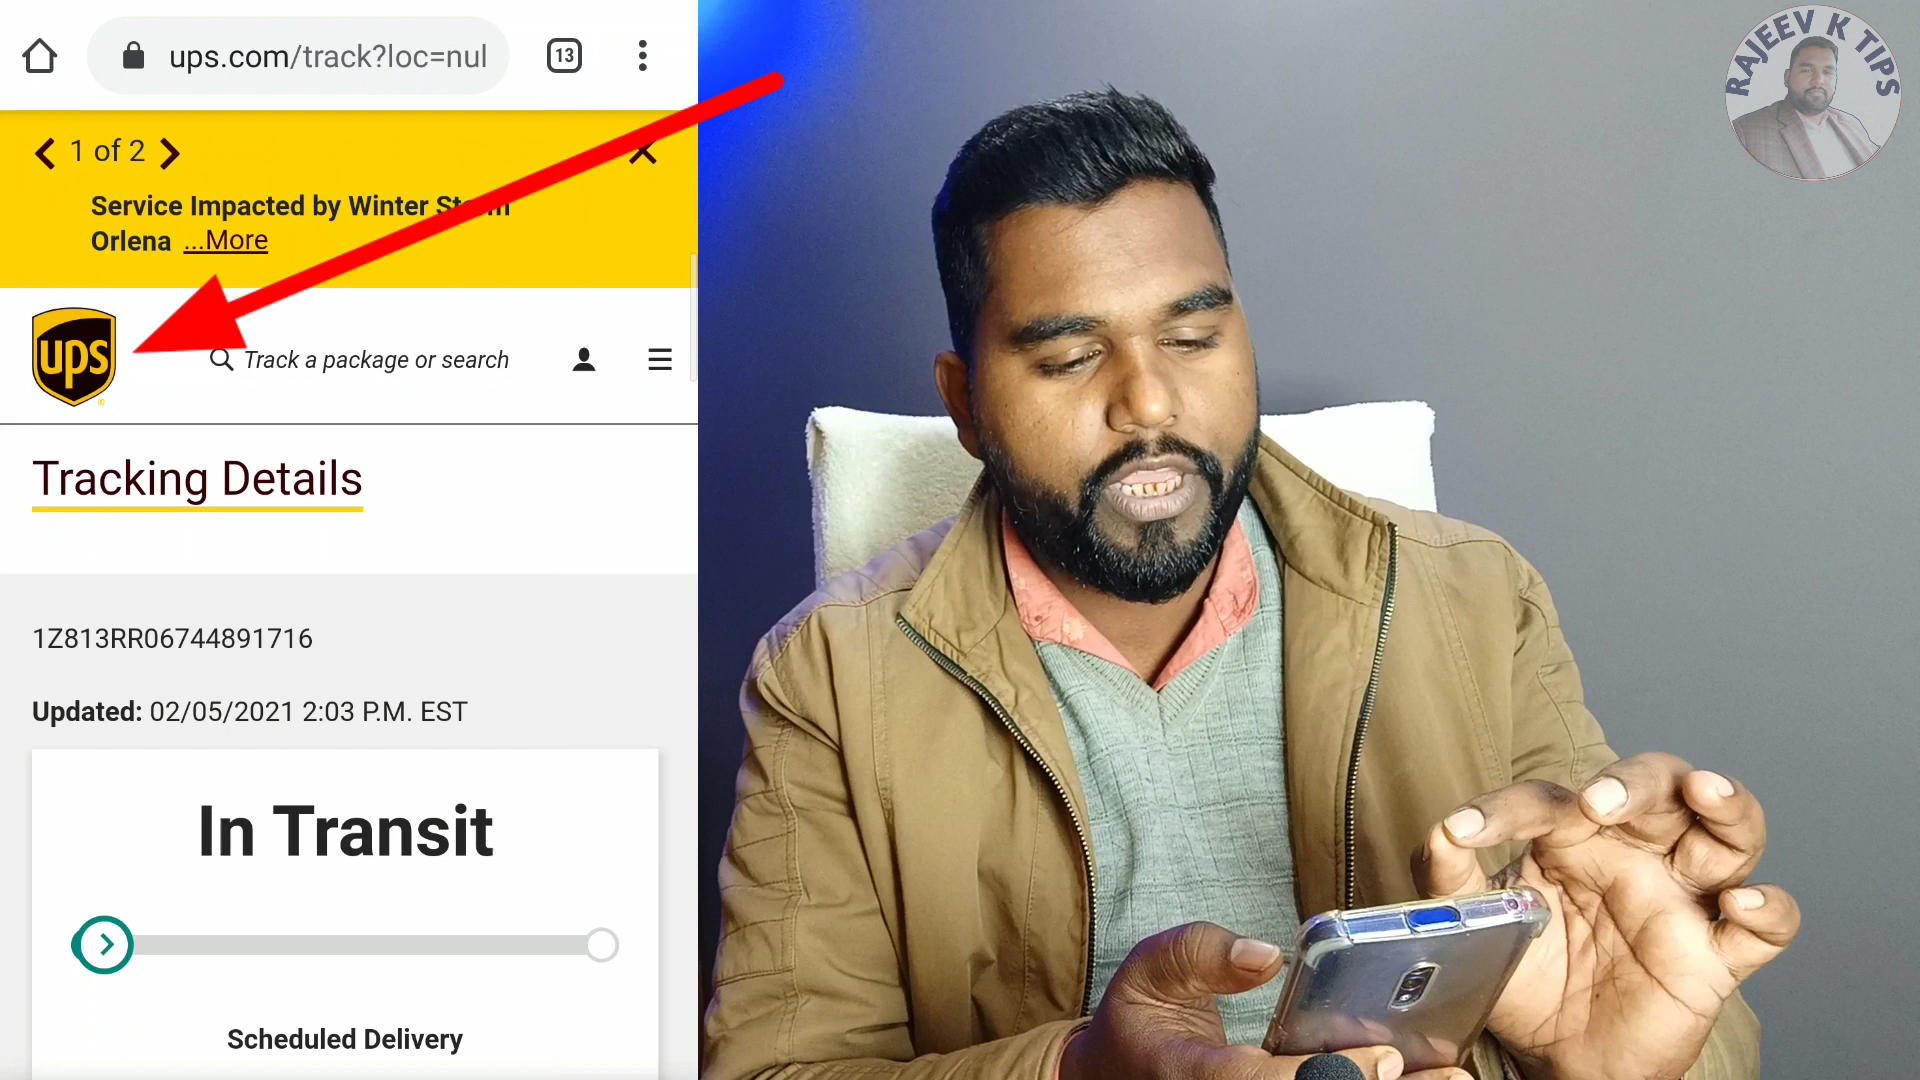 ups.com/track?loc=nul
13
1 of 2
Service Impacted by Winter Storm
Orlena ...More
ups
Track a package or search
Tracking Details
1Z813RR06744891716
Updated: 02/05/2021 2:03 P.M. EST
In Transit
Scheduled Delivery
RAJEEV K TIPS